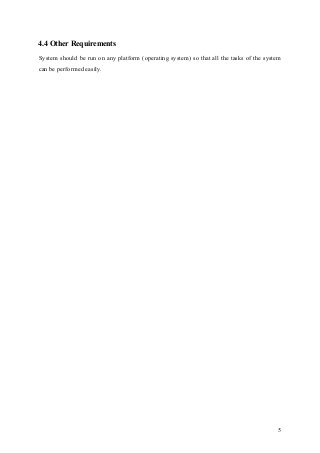 4.4 Other Requirements
System should be run on any platform (operating system) so that all the tasks of the system
can be performed easily.
5